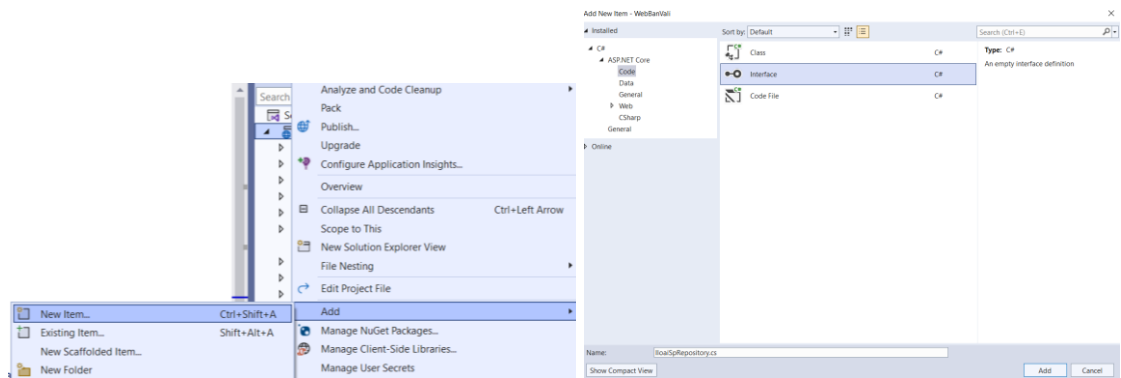 Search
Analyze and Code Cleanup
Pack
Publish...
Upgrade
Configure Application Insights...
Overview
Collapse All Descendants Ctrl+Left Arrow
Scope to This
New Solution Explorer View
File Nesting
Edit Project File
Add
Manage NuGet Packages...
Manage Client-Side Libraries...
Manage User Secrets
New Item... Ctrl+Shift+A
Existing Item... Shift+Alt+A
New Scaffolded Item...
New Folder
Add New Item - WebBanVali
Installed
Sort by: Default
Search (Ctrl+E)
C#
ASP.NET Core
Code
Data
General
Web
CSharp
General
Online
Class C#
Interface C#
Code File C#
Type: C#
An empty interface definition
Name: IloaiSpRepository.cs
Show Compact View
Add
Cancel